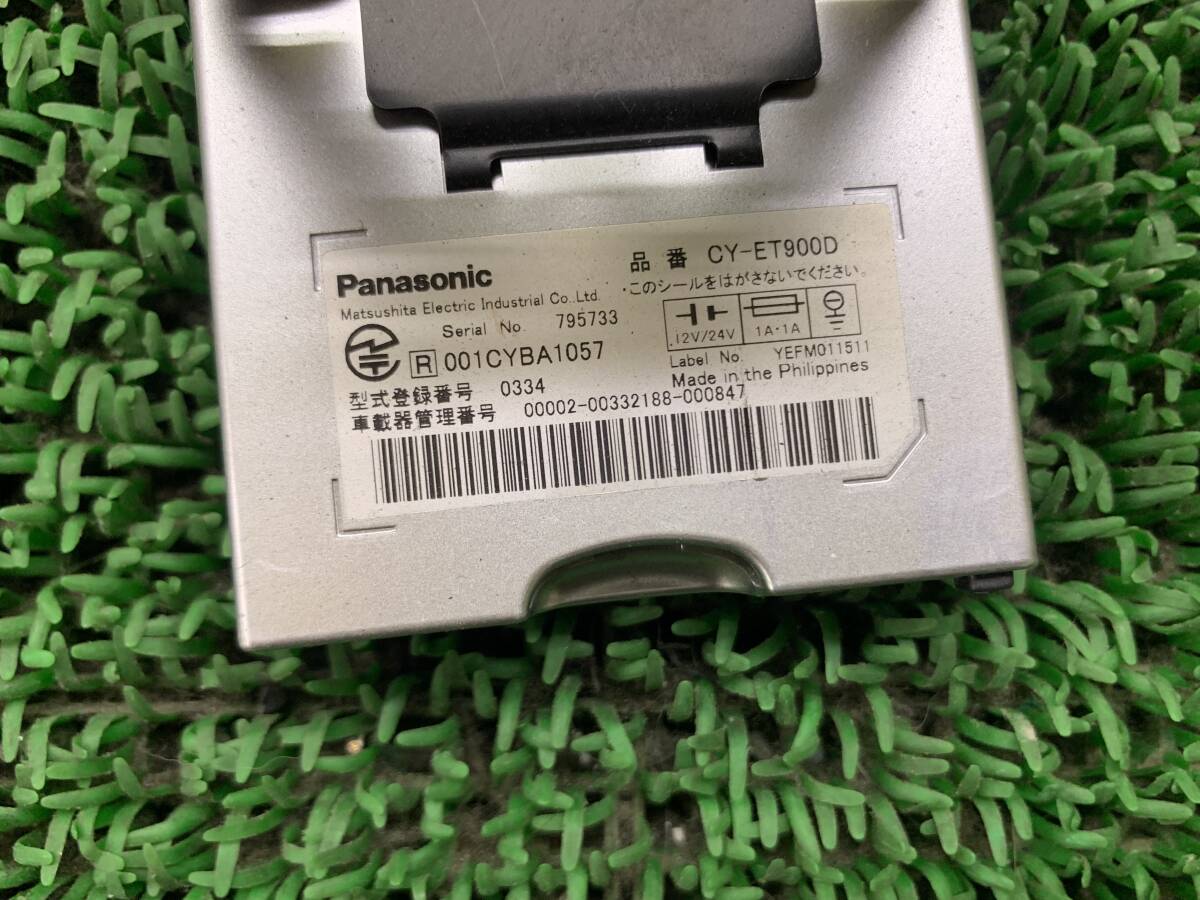 Panasonic
Matsushita Electric Industrial Co.,Ltd.
Serial No. 795733
R 001CYBA1057
型式登録番号 0334
車載器管理番号 00002-00332188-000847
品番 CY-ET900D
・このシールをはがさないでください。
12V/24V
1A・1A
Label No. YEFM011511
Made in the Philippines